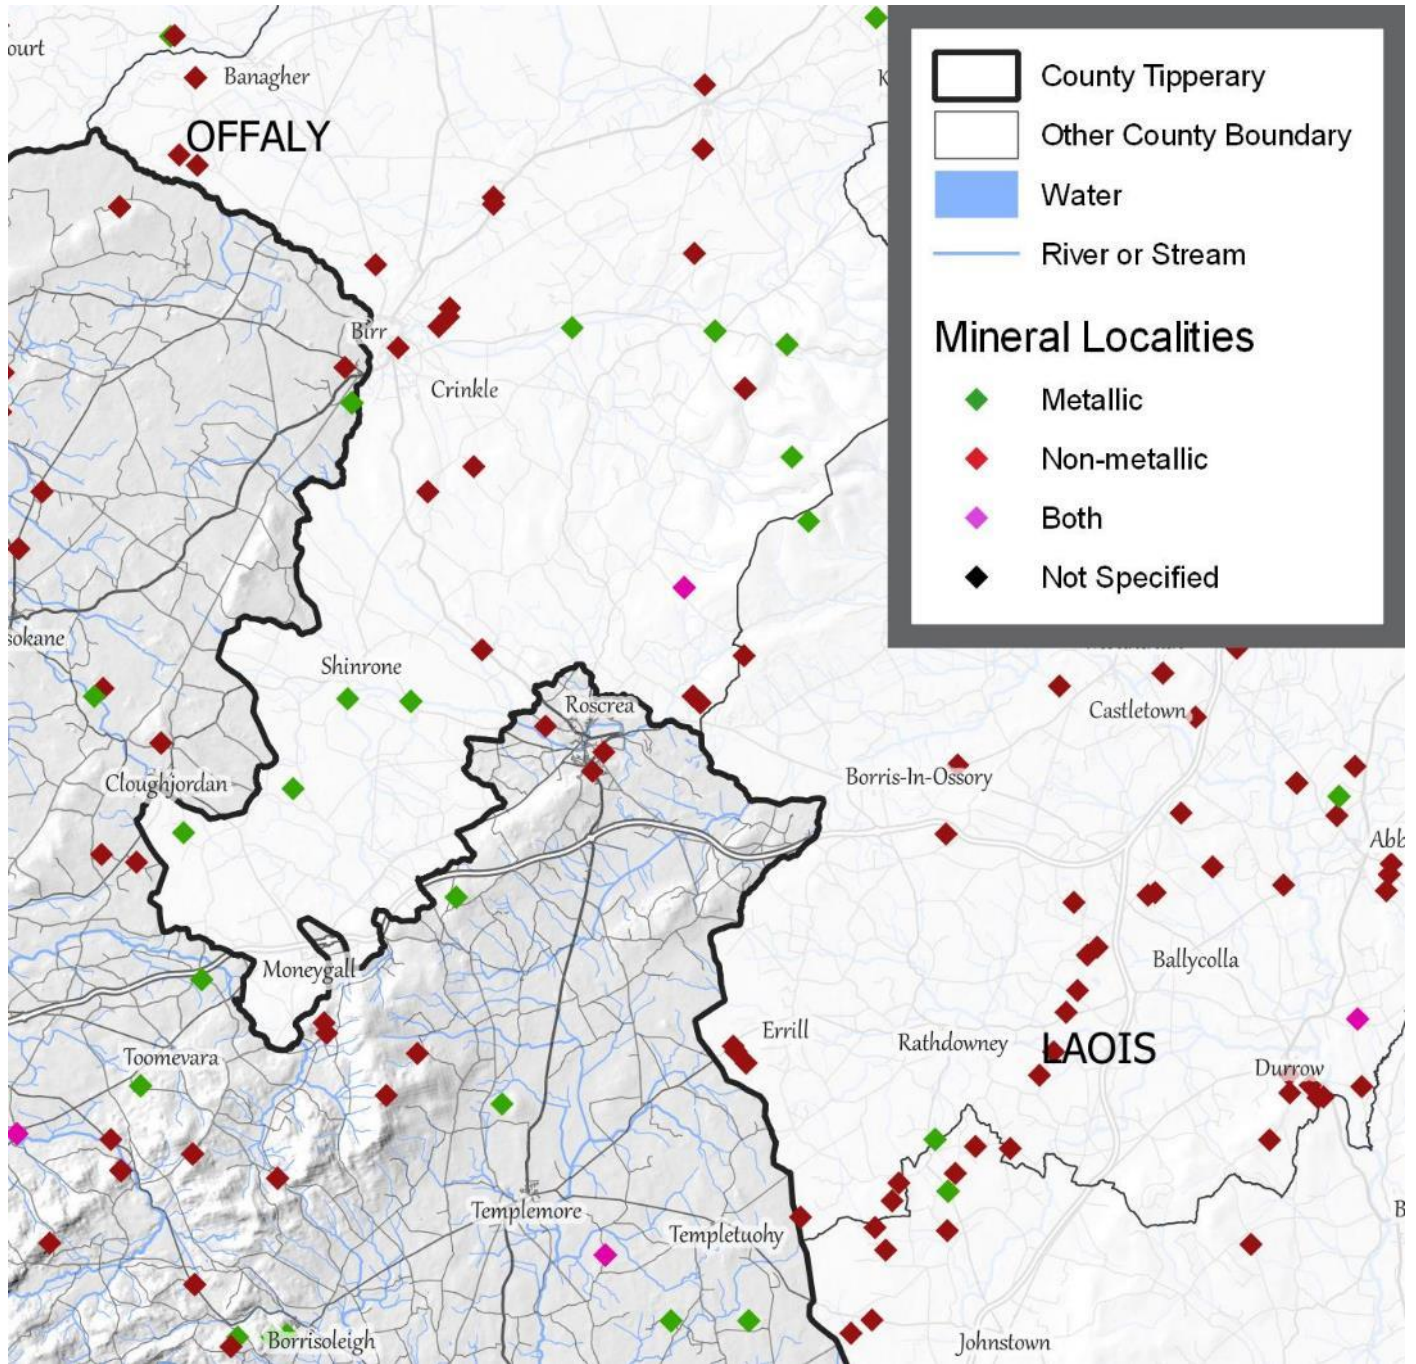 ourt
Banagher
K
OFFALY
County Tipperary
Other County Boundary
Water
River or Stream
Mineral Localities
Metallic
Non-metallic
Both
Not Specified
Birr
Crinkle
sokane
Shinrone
Roscrea
Castletown
Cloughjordan
Borris-In-Ossory
Abb
Moneygall
Ballycolla
Errill
Rathdowney
LAOIS
Toomevara
Durrow
Templemore
Templetuohy
B
Borrisoleigh
Johnstown